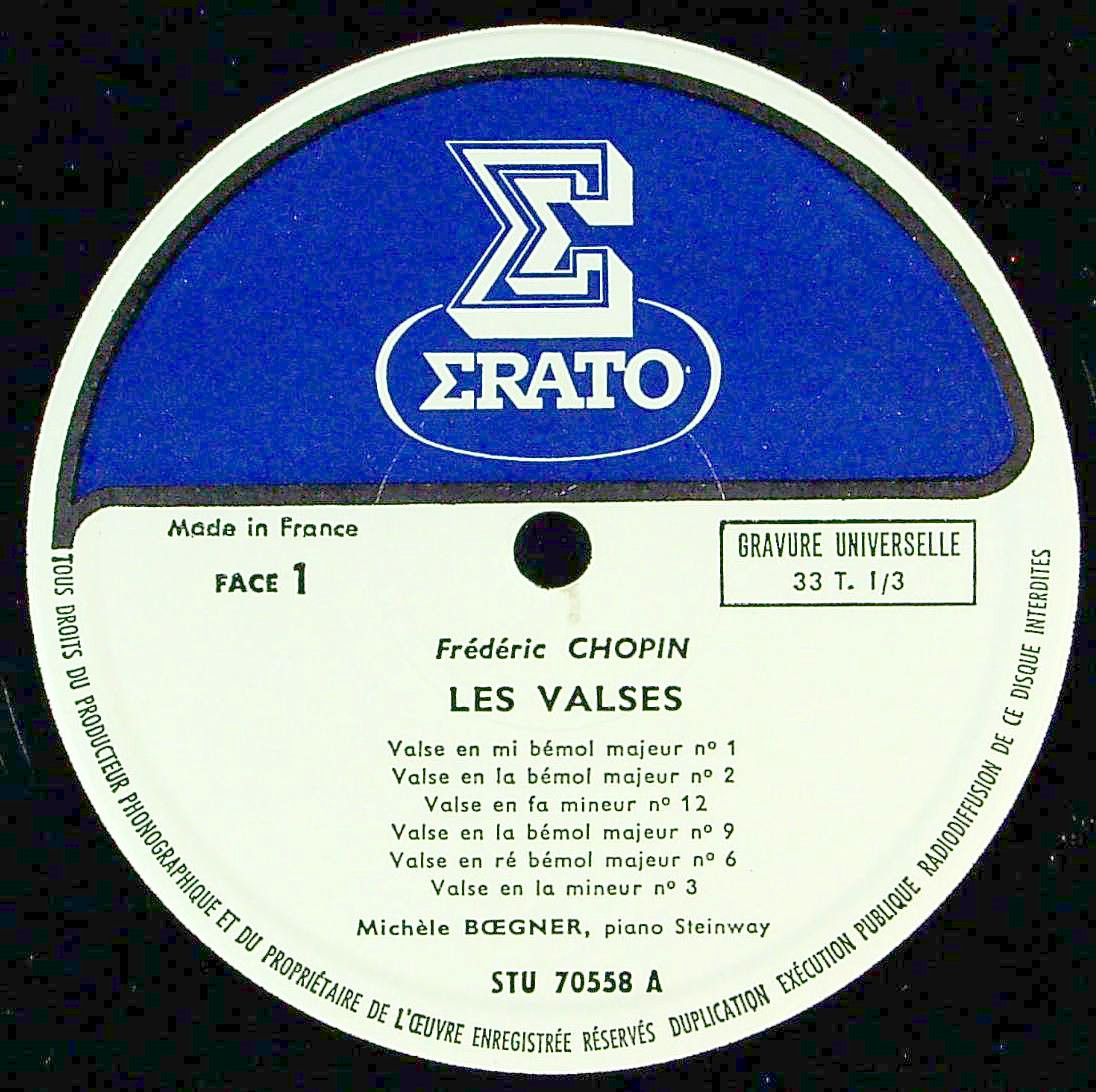 Σ
ΣRATO
Made in France
FACE 1
GRAVURE UNIVERSELLE
33 T. 1/3
Frédéric CHOPIN
LES VALSES
Valse en mi bémol majeur nº 1
Valse en la bémol majeur nº 2
Valse en fa mineur nº 12
Valse en la bémol majeur nº 9
Valse en ré bémol majeur nº 6
Valse en la mineur nº 3
Michèle BŒGNER, piano Steinway
STU 70558 A
TOUS DROITS DU PRODUCTEUR PHONOGRAPHIQUE ET DU PROPRIÉTAIRE DE L'ŒUVRE ENREGISTRÉE RÉSERVÉS DUPLICATION EXÉCUTION PUBLIQUE RADIODIFFUSION DE CE DISQUE INTERDITES